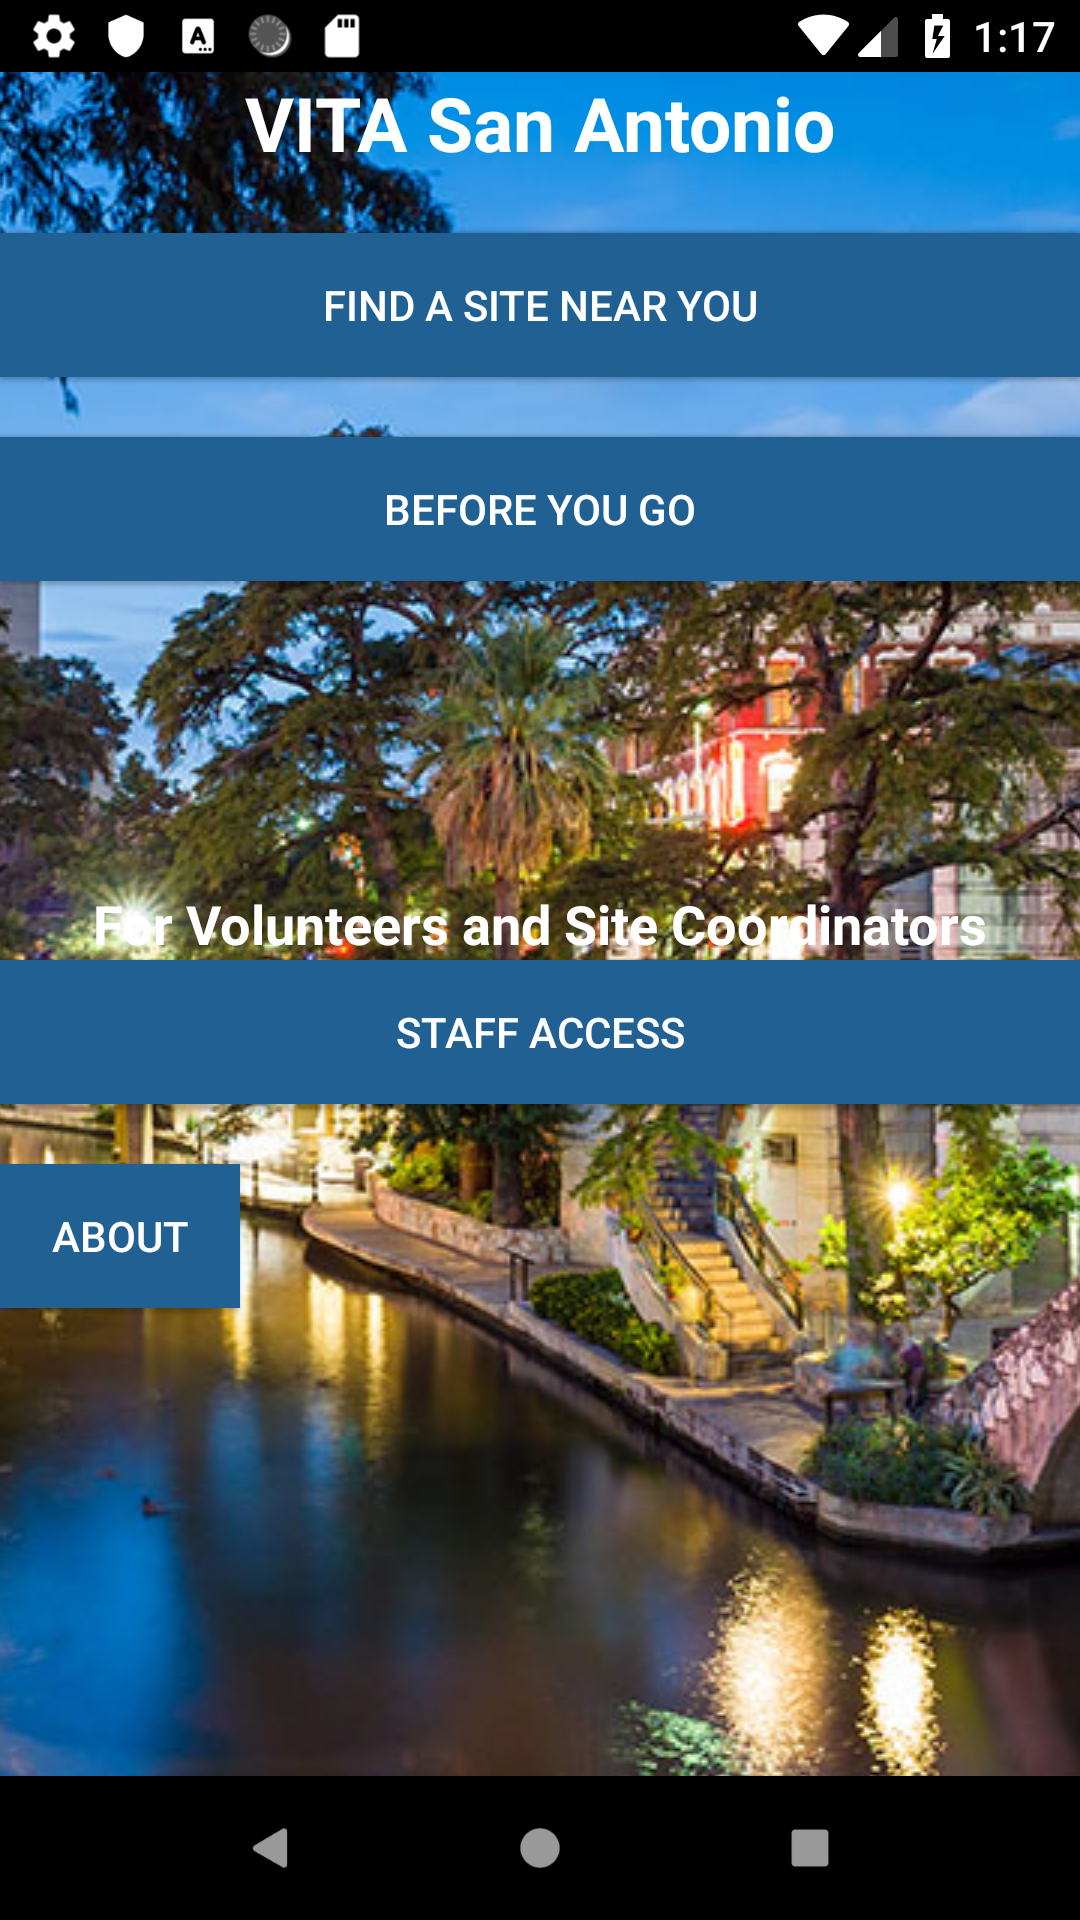 1:17
VITA San Antonio
FIND A SITE NEAR YOU
BEFORE YOU GO
For Volunteers and Site Coordinators
STAFF ACCESS
ABOUT